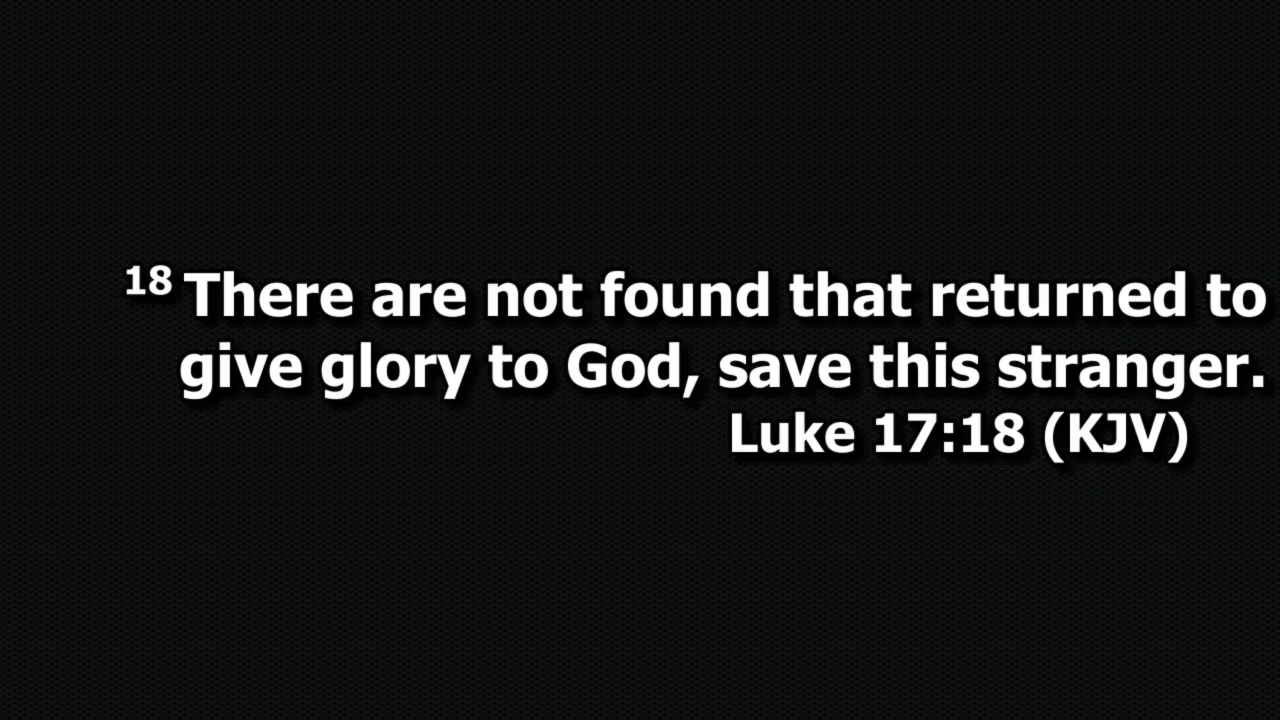 18 There are not found that returned to
give glory to God, save this stranger.
Luke 17:18 (KJV)